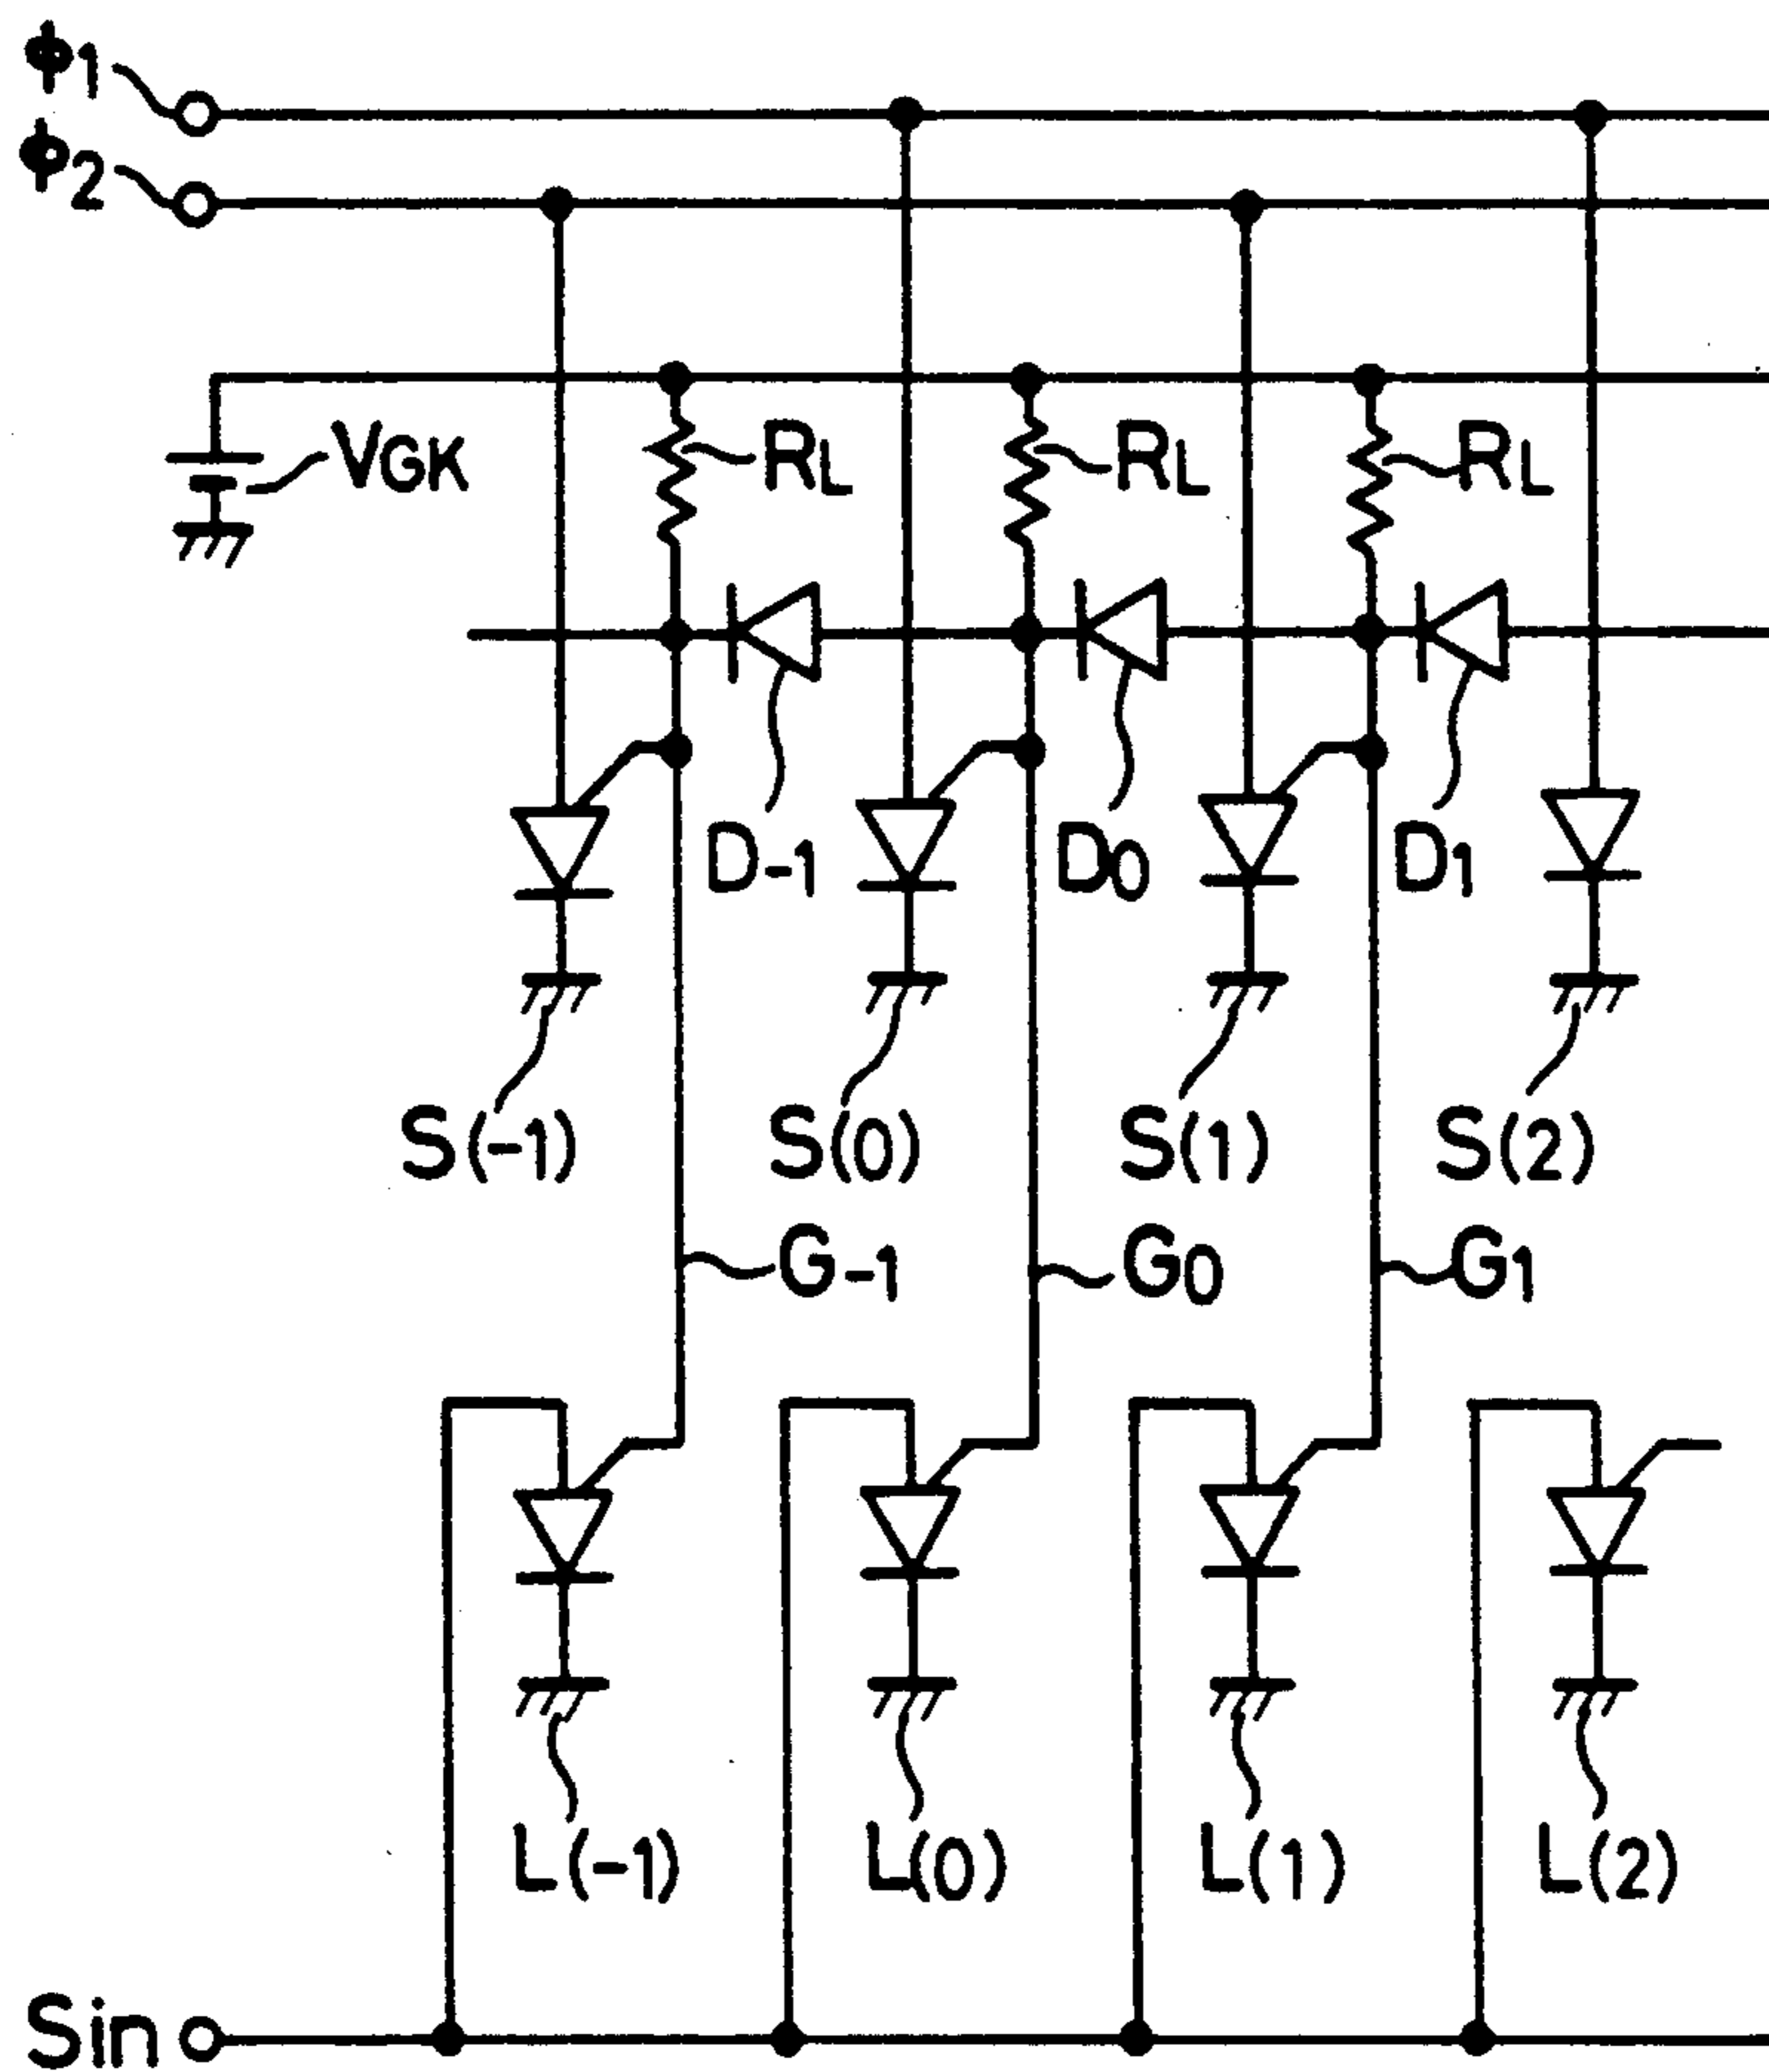 Φ1
Φ2
VGK
RL RL RL
D-1 D0 D1
S(-1) S(0) S(1) S(2)
G-1 G0 G1
L(-1) L(0) L(1) L(2)
Sin